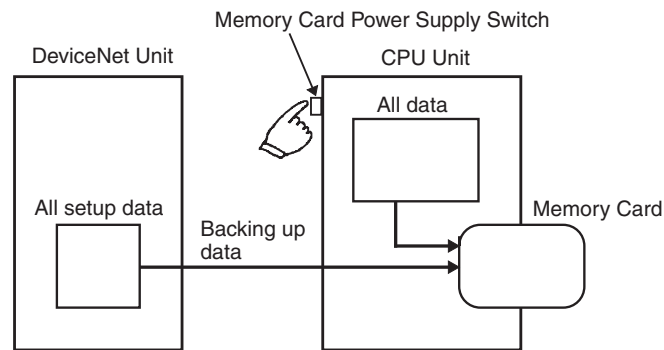 Memory Card Power Supply Switch
DeviceNet Unit
CPU Unit
All data
All setup data
Memory Card
Backing up
data